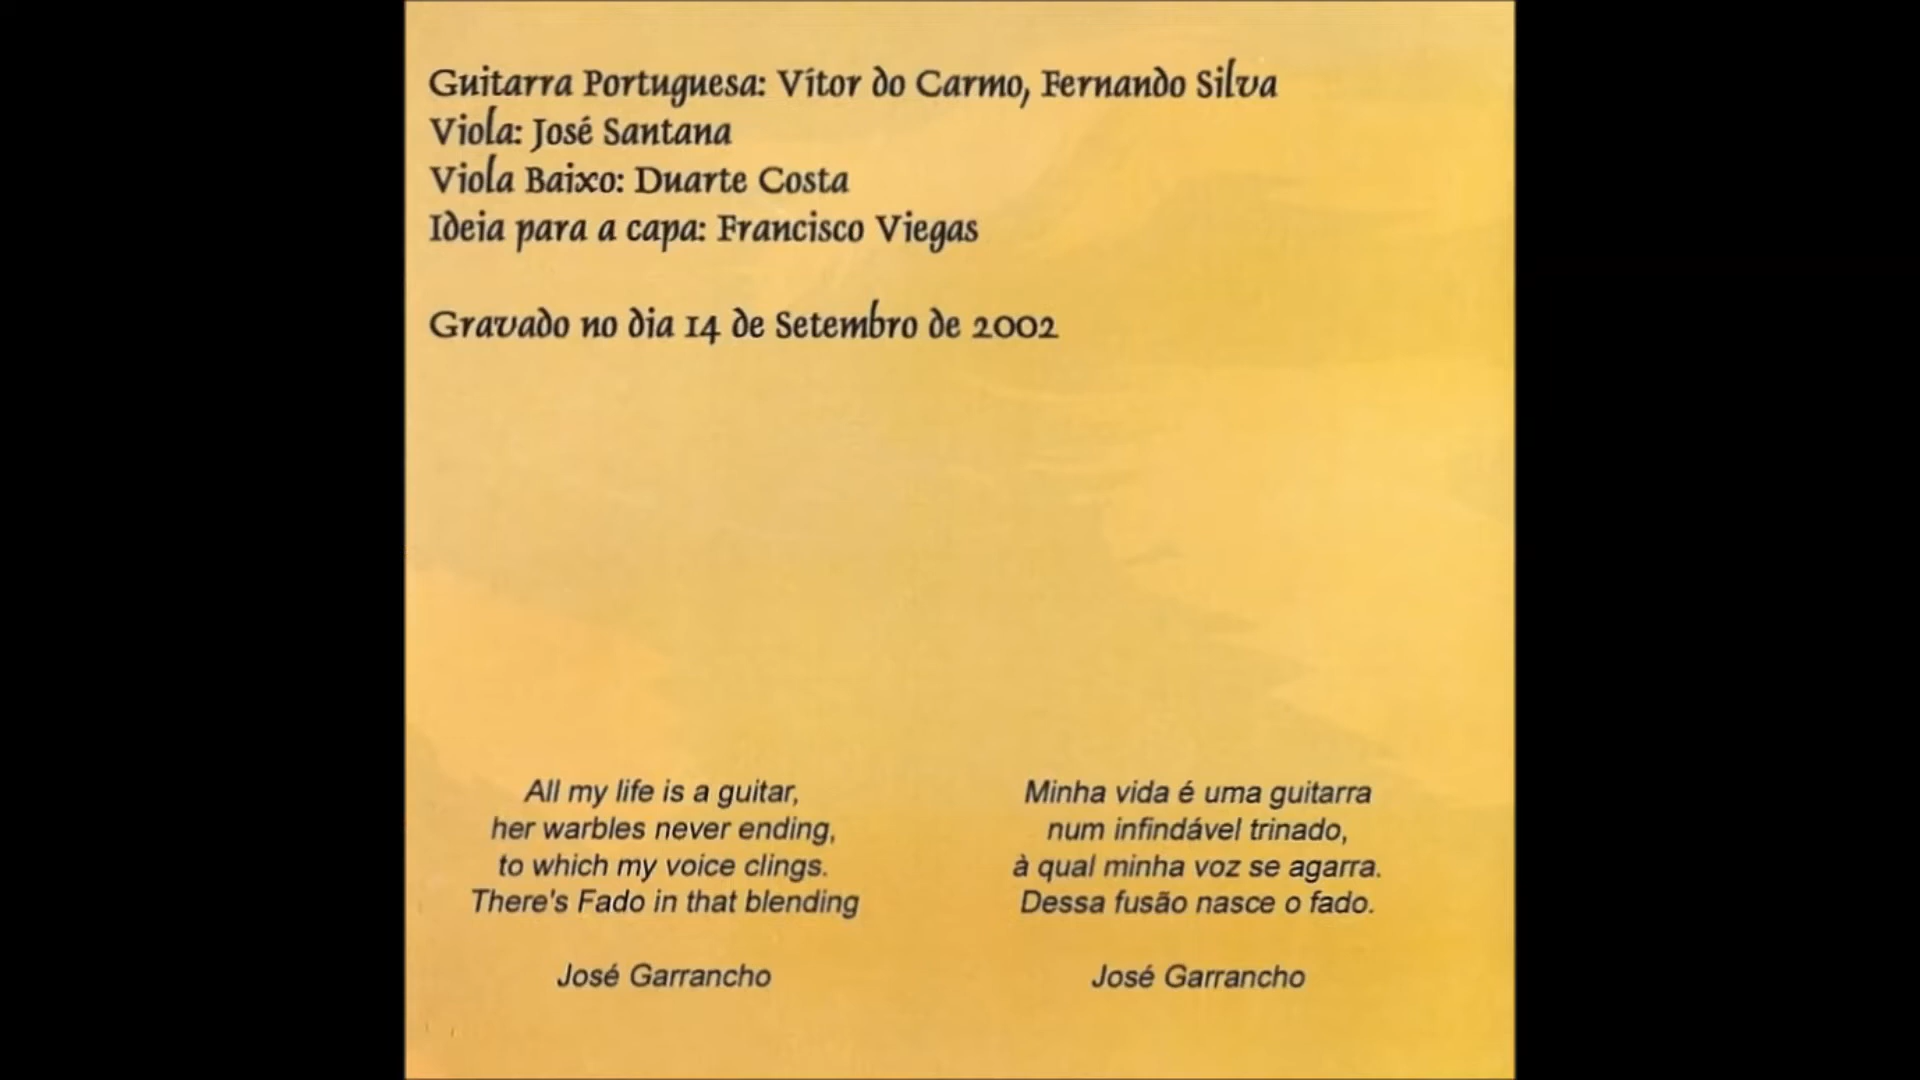 Guitarra Portuguesa: Vítor do Carmo, Fernando Silva
Viola: José Santana
Viola Baixo: Duarte Costa
Ideia para a capa: Francisco Viegas
Gravado no dia 14 de Setembro de 2002
All my life is a guitar,
her warbles never ending,
to which my voice clings.
There's Fado in that blending
José Garrancho
Minha vida é uma guitarra
num infindável trinado,
à qual minha voz se agarra.
Dessa fusão nasce o fado.
José Garrancho